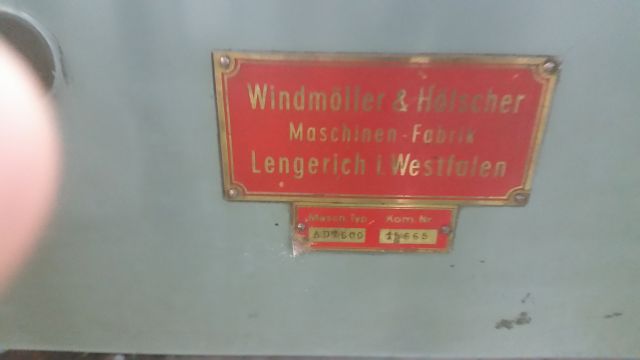 Windmöller & Hölscher
Maschinen-Fabrik
Lengerich i. Westfalen
Masch. Typ. Kom. Nr.